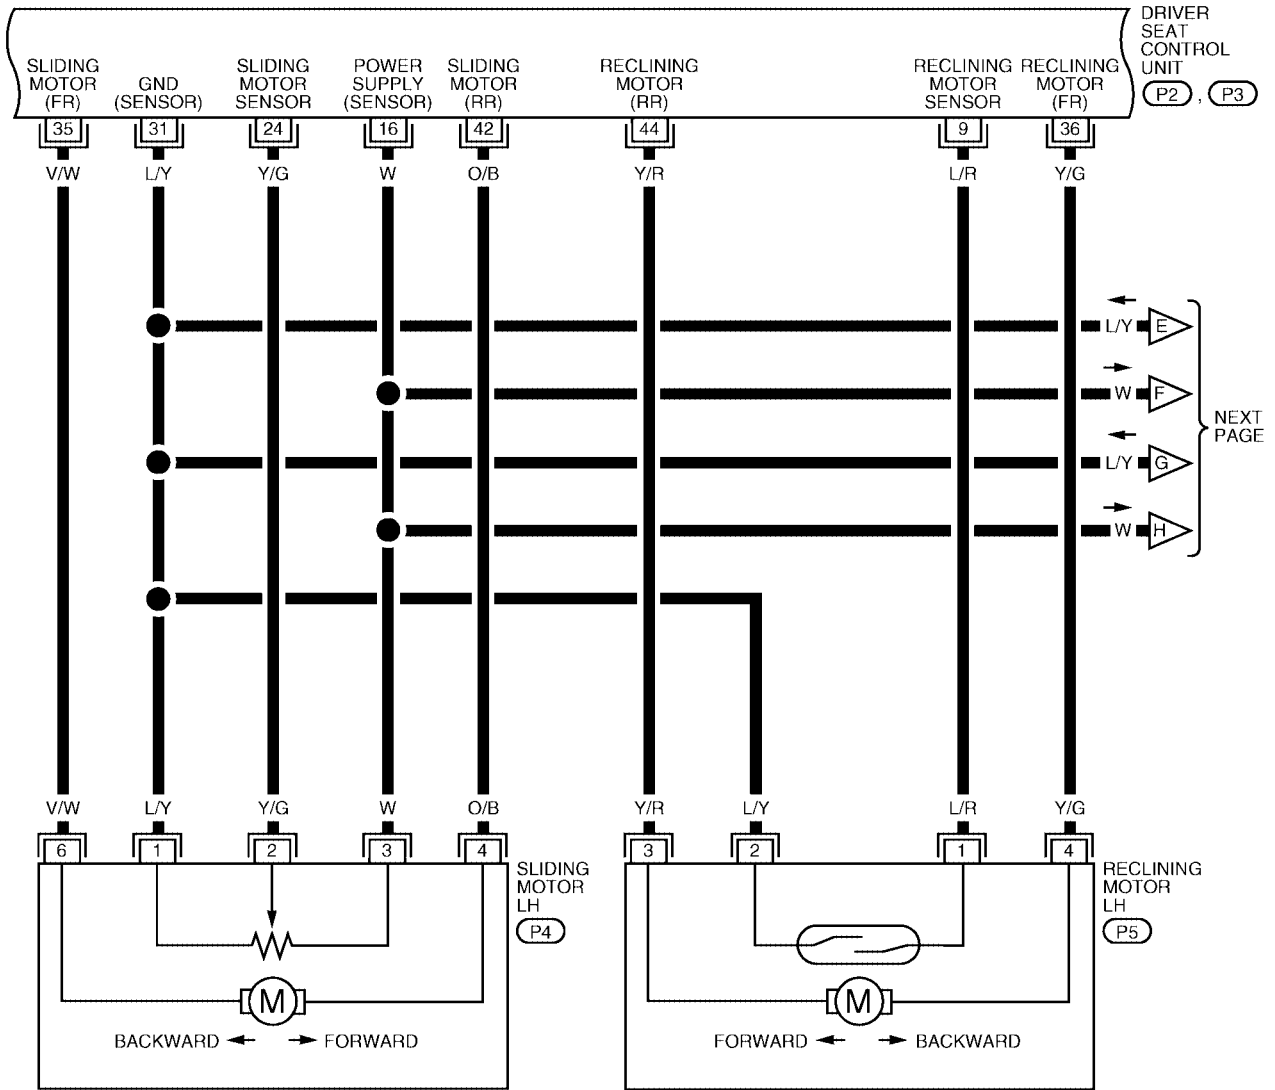 DRIVER
SEAT
CONTROL
UNIT
P2 , P3
SLIDING
MOTOR
(FR)
GND
(SENSOR)
SLIDING
MOTOR
SENSOR
POWER
SUPPLY
(SENSOR)
SLIDING
MOTOR
(RR)
RECLINING
MOTOR
(RR)
RECLINING
MOTOR
SENSOR
RECLINING
MOTOR
(FR)
35 31 24 16 42 44 9 36
V/W L/Y Y/G W O/B Y/R L/R Y/G
L/Y E
W F
NEXT
PAGE
L/Y G
W H
V/W L/Y Y/G W O/B Y/R L/Y L/R Y/G
6 1 2 3 4 3 2 1 4
SLIDING
MOTOR
LH
P4
RECLINING
MOTOR
LH
P5
M M
BACKWARD FORWARD FORWARD BACKWARD